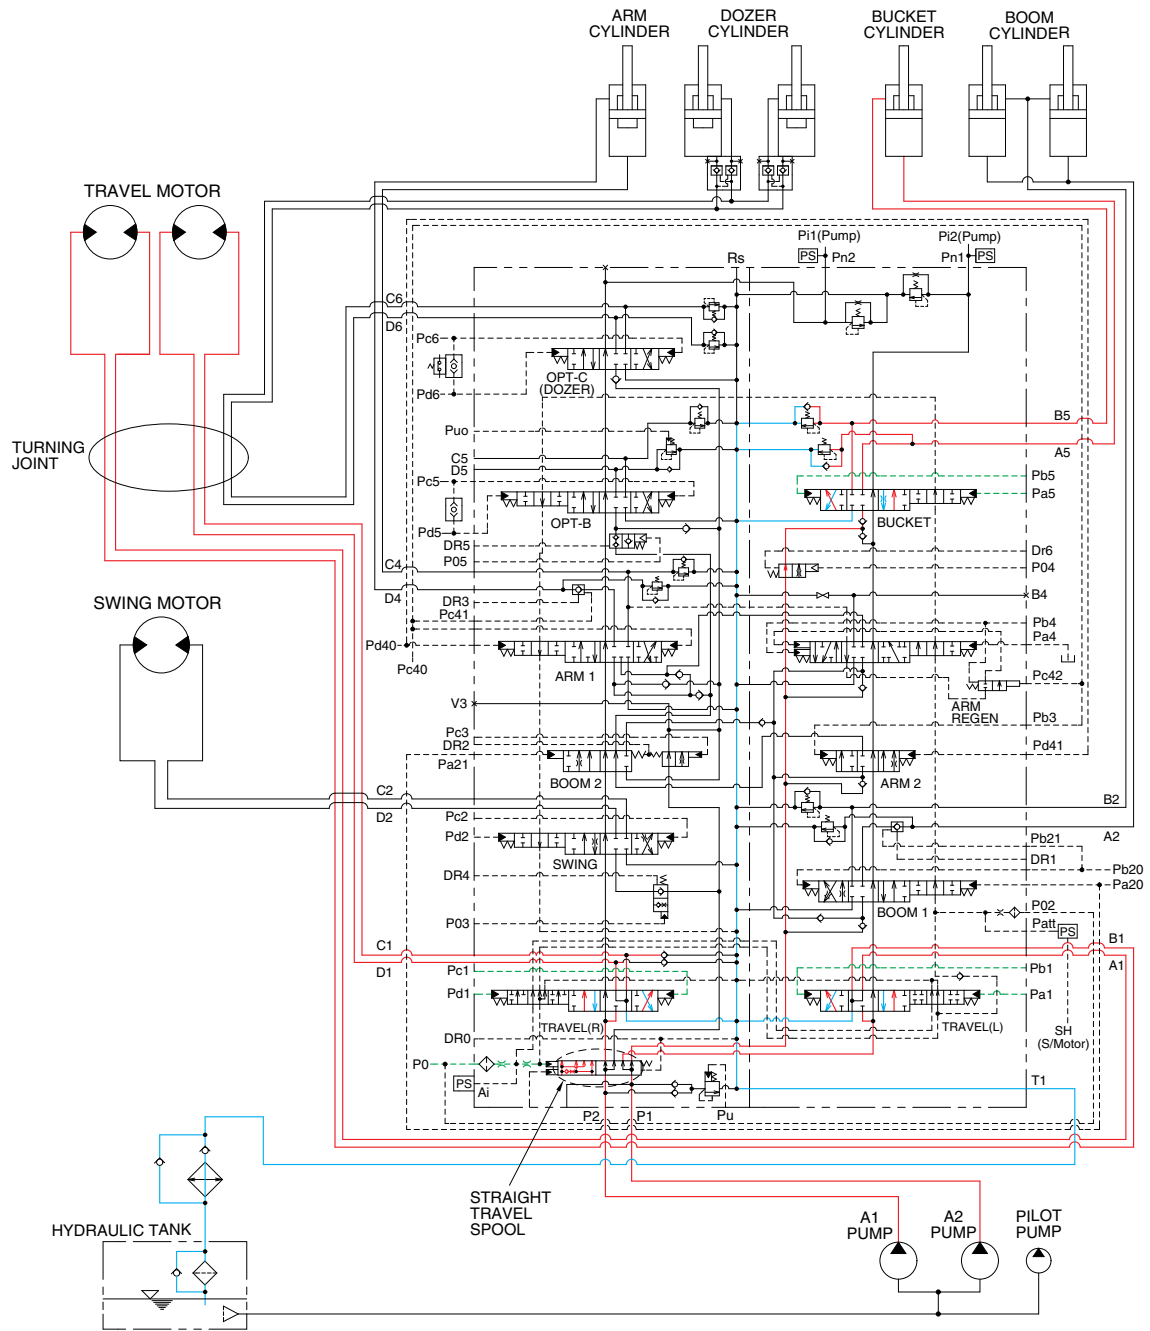 ARM
CYLINDER
DOZER
CYLINDER
BUCKET
CYLINDER
BOOM
CYLINDER
TRAVEL MOTOR
Pi1(Pump)
Pi2(Pump)
PS
Pn2
Rs
Pn1
PS
C6
D6
Pc6
OPT-C
(DOZER)
Pd6
TURNING
JOINT
Puo
B5
A5
C5
D5
Pc5
Pb5
Pa5
OPT-B
BUCKET
Pd5
DR5
P05
Dr6
P04
C4
D4
B4
DR3
Pc41
SWING MOTOR
Pb4
Pa4
Pd40
Pc40
ARM 1
Pc42
ARM
REGEN
V3
Pb3
Pc3
DR2
Pa21
Pd41
BOOM 2
ARM 2
C2
D2
B2
A2
Pc2
Pd2
Pb21
DR1
SWING
DR4
Pb20
Pa20
BOOM 1
P03
P02
Patt
PS
C1
D1
B1
A1
Pc1
Pd1
Pb1
Pa1
TRAVEL(R)
TRAVEL(L)
SH
(S/Motor)
DR0
P0
PS
Ai
T1
P2
P1
Pu
STRAIGHT
TRAVEL
SPOOL
HYDRAULIC TANK
A1
PUMP
A2
PUMP
PILOT
PUMP